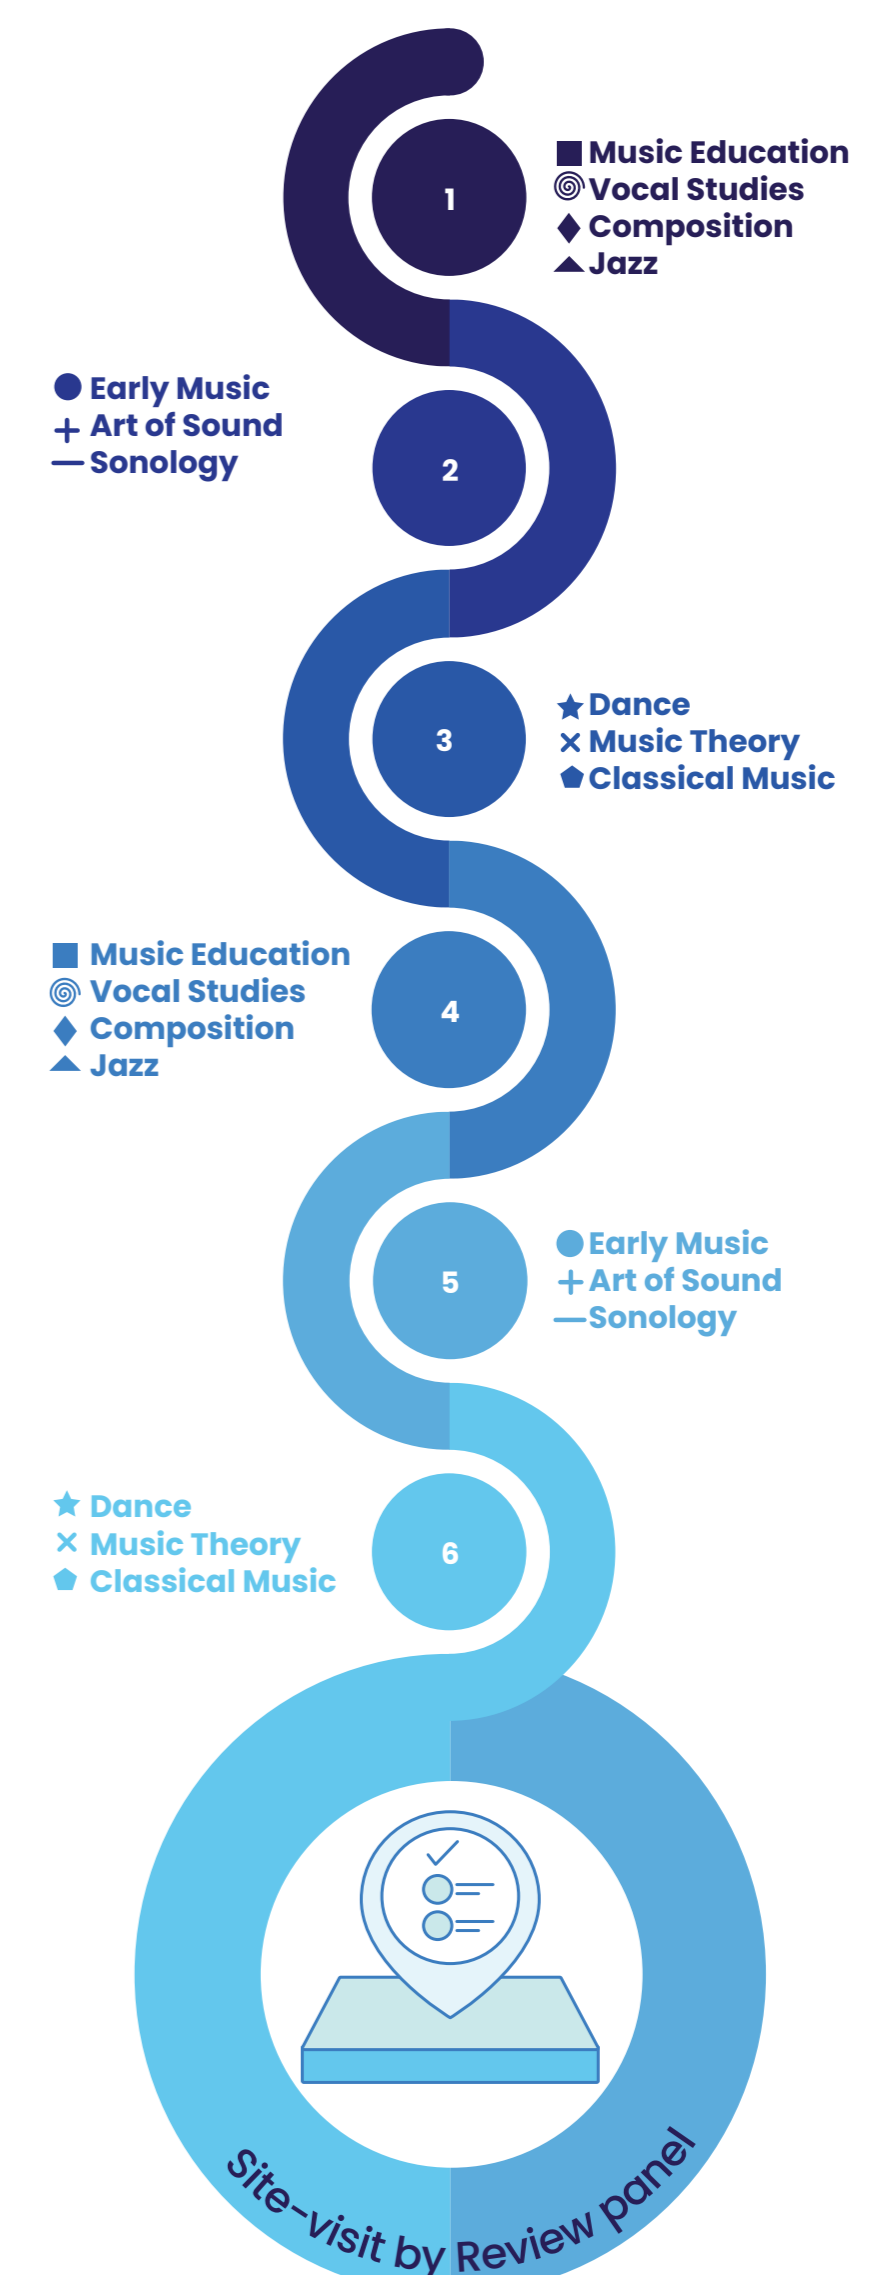 1
Music Education
Vocal Studies
Composition
Jazz
Early Music
Art of Sound
Sonology
2
3
Dance
Music Theory
Classical Music
Music Education
Vocal Studies
Composition
Jazz
4
5
Early Music
Art of Sound
Sonology
Dance
Music Theory
Classical Music
6
Site-visit by Review panel